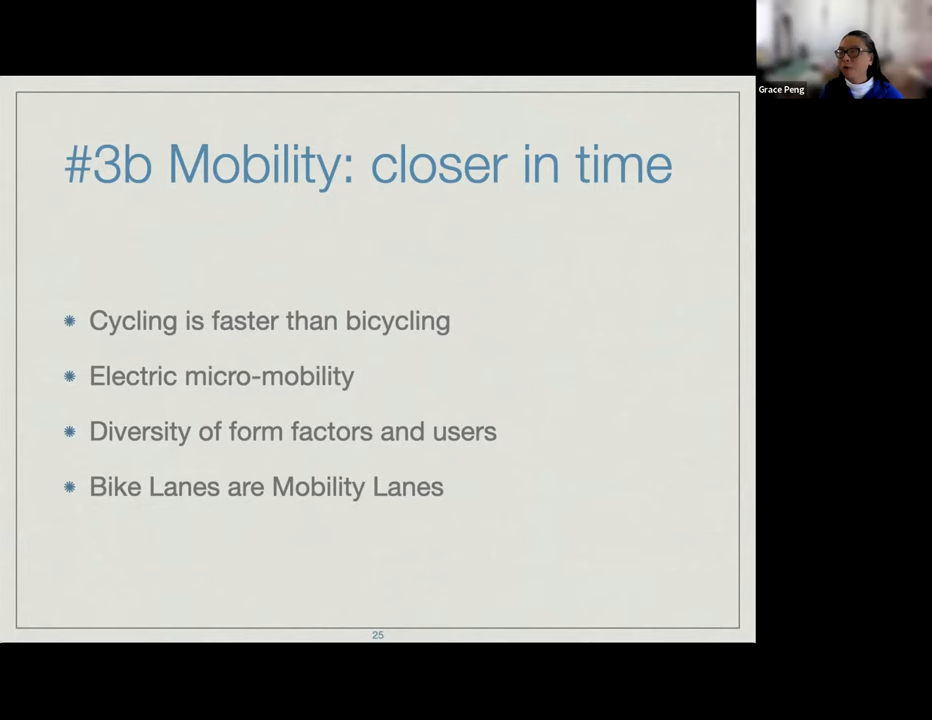 Grace Peng
#3b Mobility: closer in time
Cycling is faster than bicycling
Electric micro-mobility
Diversity of form factors and users
Bike Lanes are Mobility Lanes
25